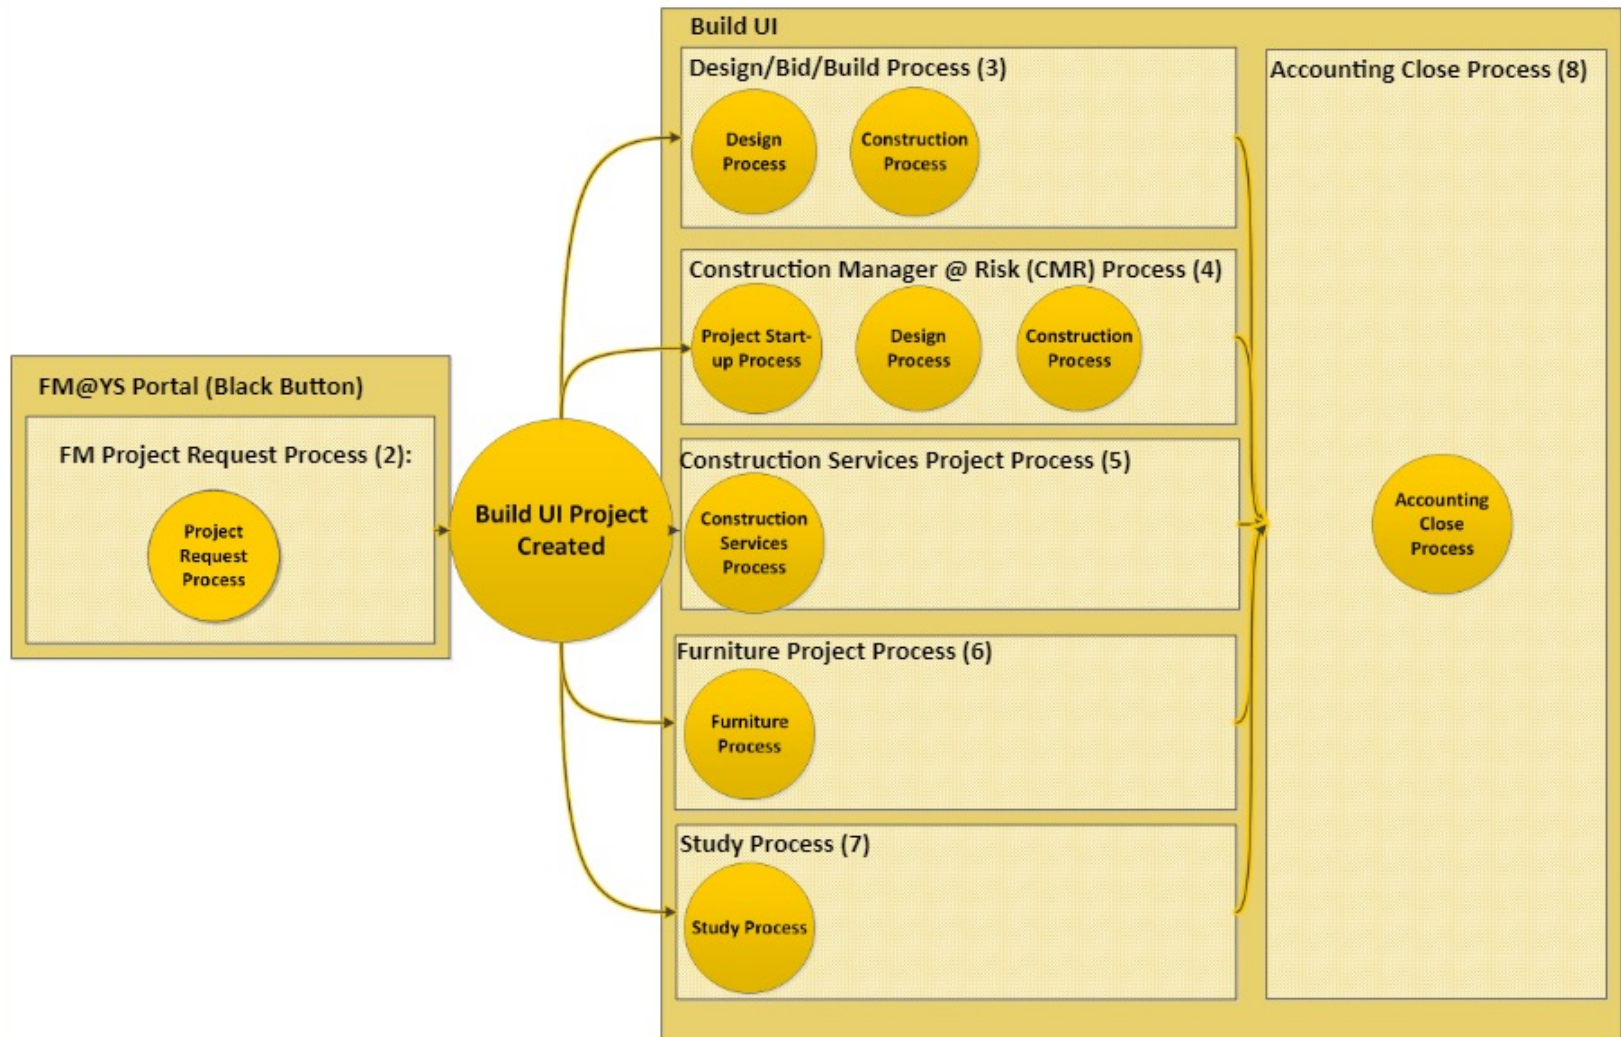 FM@YS Portal (Black Button)
FM Project Request Process (2):
Project
Request
Process
Build UI Project
Created
Build UI
Design/Bid/Build Process (3)
Design
Process
Construction
Process
Construction Manager @ Risk (CMR) Process (4)
Project Start-
up Process
Design
Process
Construction
Process
Construction Services Project Process (5)
Construction
Services
Process
Furniture Project Process (6)
Furniture
Process
Study Process (7)
Study Process
Accounting Close Process (8)
Accounting
Close
Process